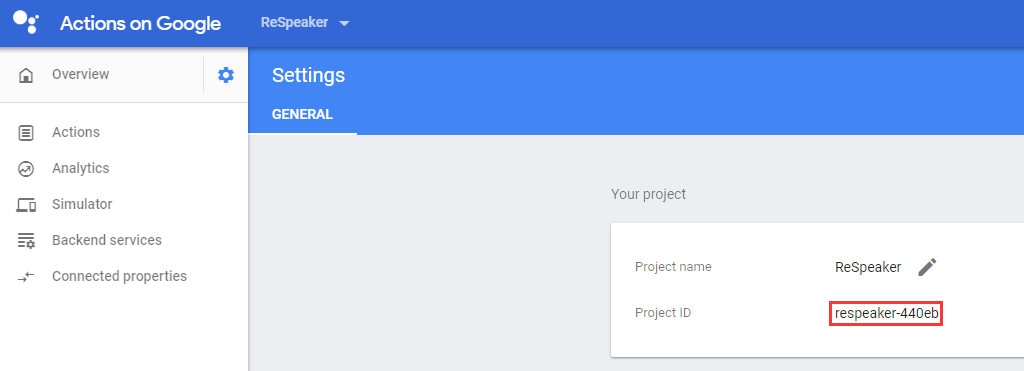 Actions on Google
ReSpeaker
Overview
Settings
GENERAL
Actions
Analytics
Simulator
Backend services
Connected properties
Your project
Project name ReSpeaker
Project ID respeaker-440eb